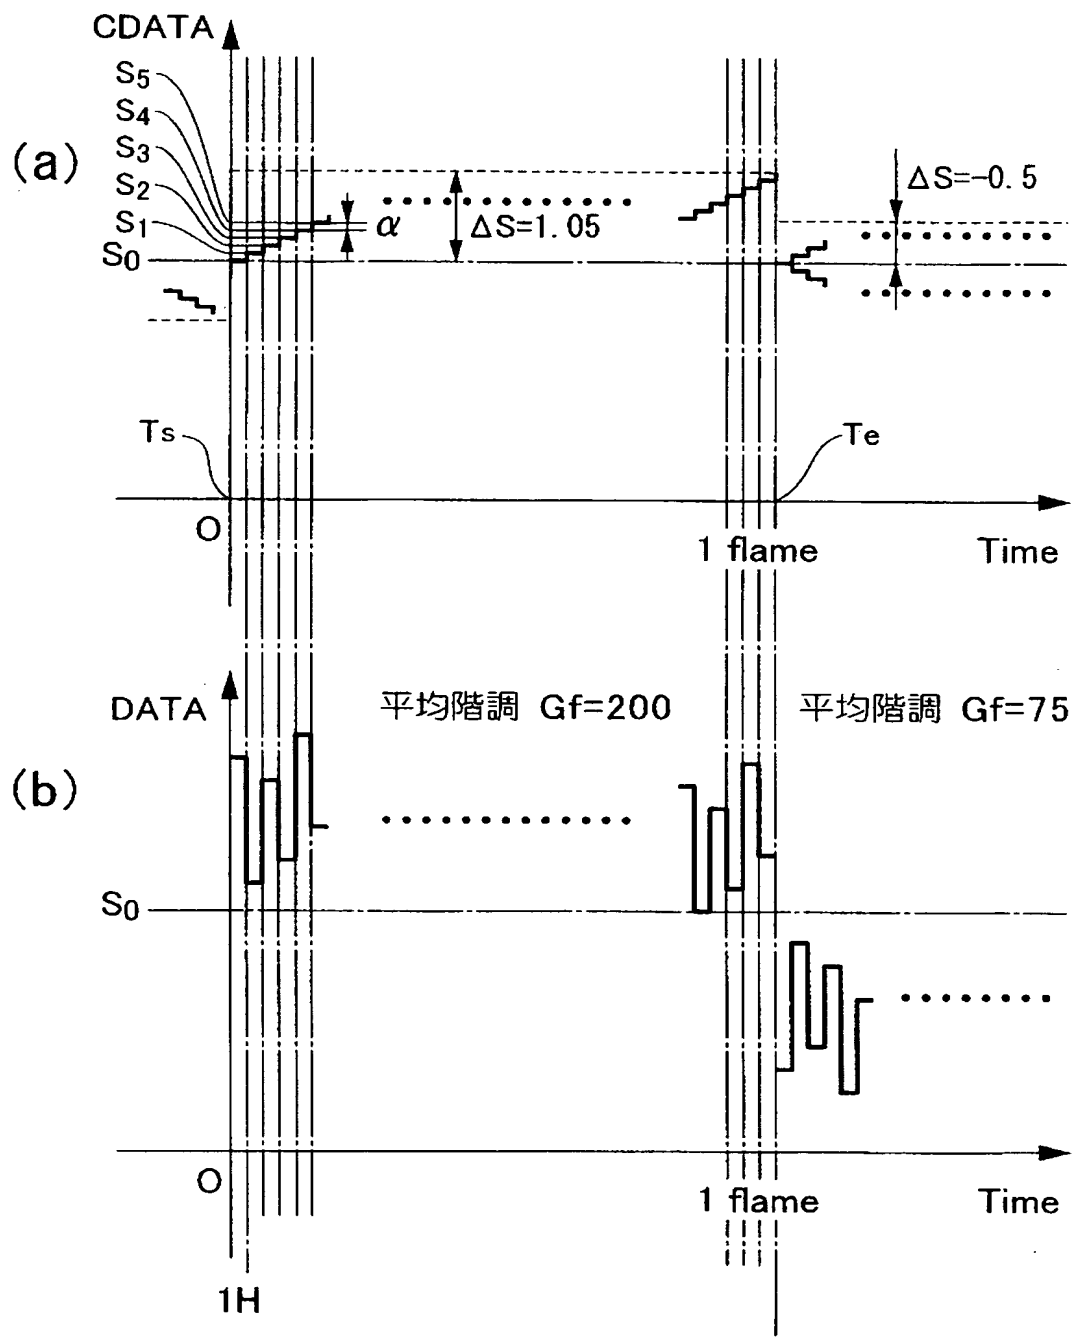 CDATA
S5
S4
(a)
S3
S2
ΔS=-0.5
S1
α
ΔS=1.05
S0
Ts
Te
O
1 flame
Time
DATA
平均階調 Gf=200
平均階調 Gf=75
(b)
S0
O
1 flame
Time
1H